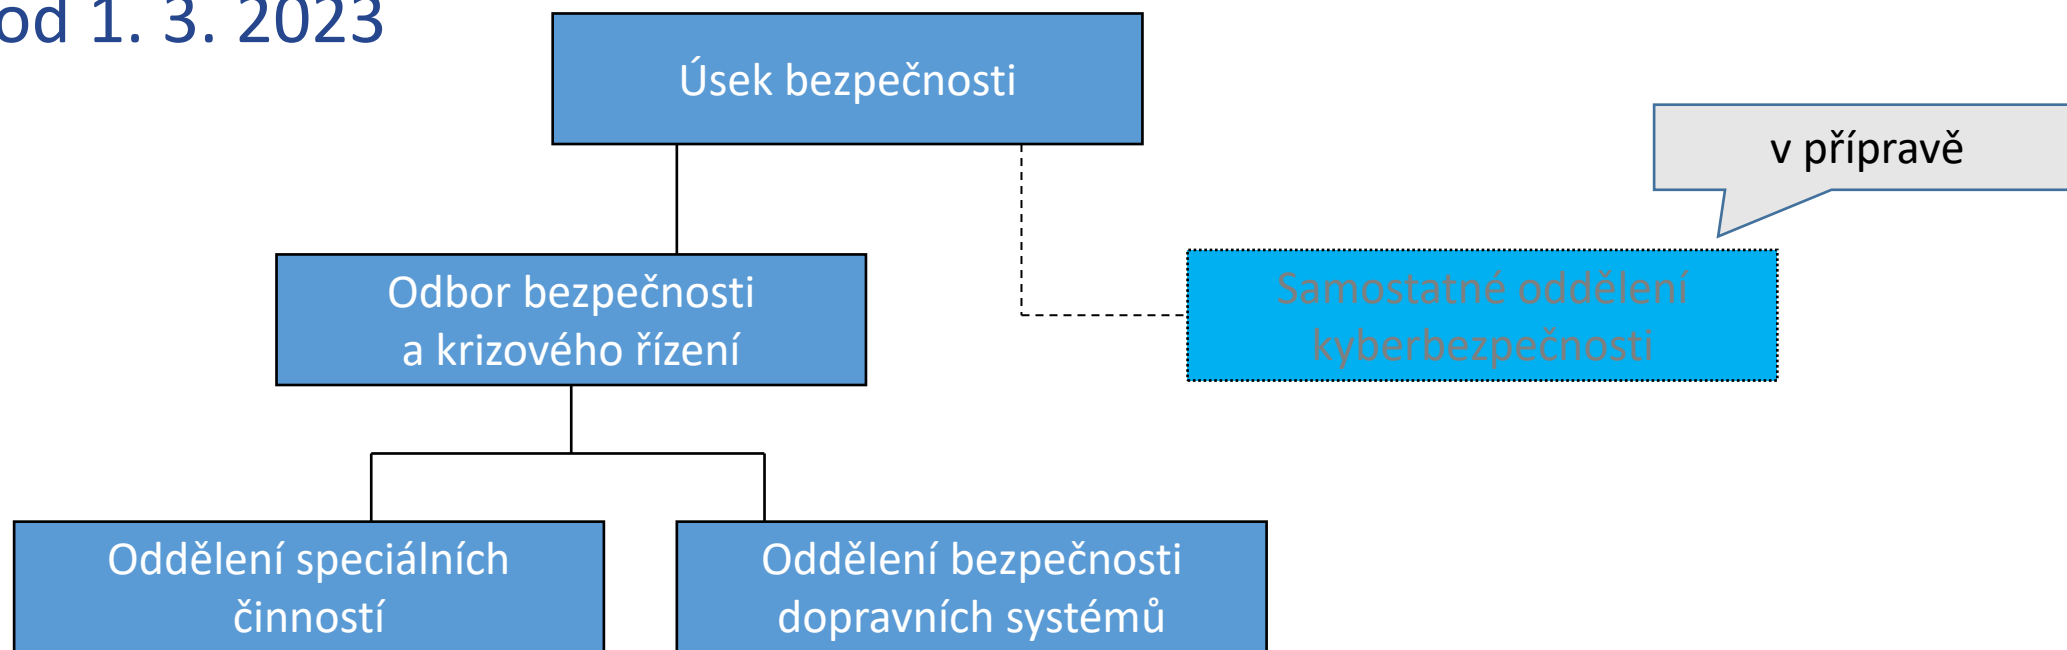 od 1. 3. 2023
Úsek bezpečnosti
v přípravě
Odbor bezpečnosti
a krizového řízení
Samostatné oddělení
kyberbezpečnosti
Oddělení speciálních
činností
Oddělení bezpečnosti
dopravních systémů